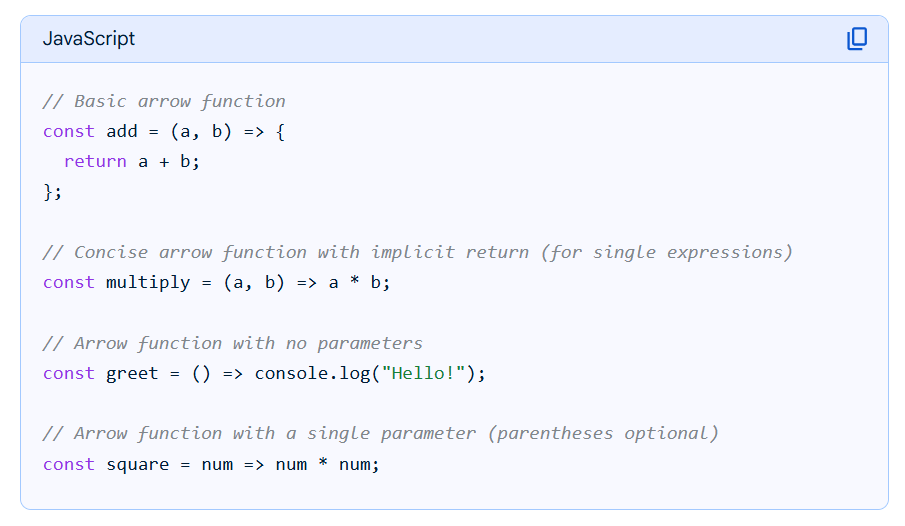 JavaScript
// Basic arrow function
const add = (a, b) => {
  return a + b;
};
// Concise arrow function with implicit return (for single expressions)
const multiply = (a, b) => a * b;
// Arrow function with no parameters
const greet = () => console.log("Hello!");
// Arrow function with a single parameter (parentheses optional)
const square = num => num * num;